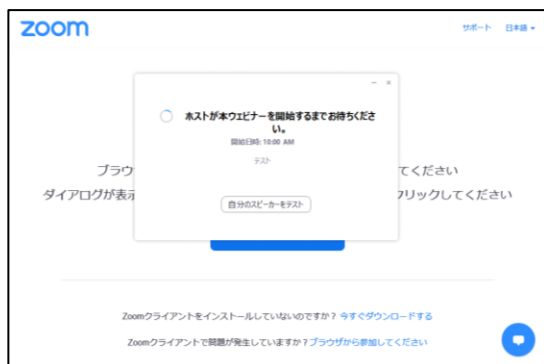 zoom
サポート 日本語
ホストが本ウェビナーを開始するまでお待ちください。
い。
開始日時: 10:00 AM
テスト
自分のスピーカーをテスト
ブラウ
てください
ダイアログが表示
クリックしてください
Zoomクライアントをインストールしていないのですか？ 今すぐダウンロードする
Zoomクライアントで問題が発生していますか？ブラウザから参加してください